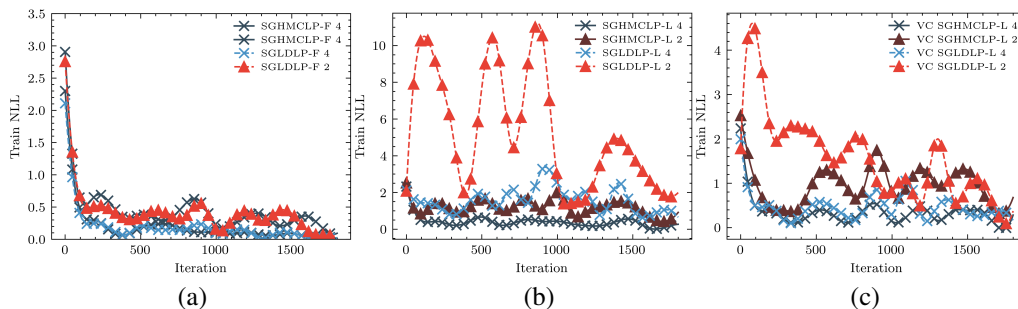 3.5
3.0
2.5
2.0
1.5
1.0
0.5
0.0
Train NLL
SGHMCLP-F 4
SGHMCLP-F 4
SGLDLP-F 4
SGLDLP-F 2
0
500
1000
1500
Iteration
(a)
10
8
6
4
2
0
Train NLL
SGHMCLP-L 4
SGHMCLP-L 2
SGLDLP-L 4
SGLDLP-L 2
0
500
1000
1500
Iteration
(b)
4
3
2
1
0
Train NLL
VC SGHMCLP-L 4
VC SGHMCLP-L 2
VC SGLDLP-L 4
VC SGLDLP-L 2
0
500
1000
1500
Iteration
(c)